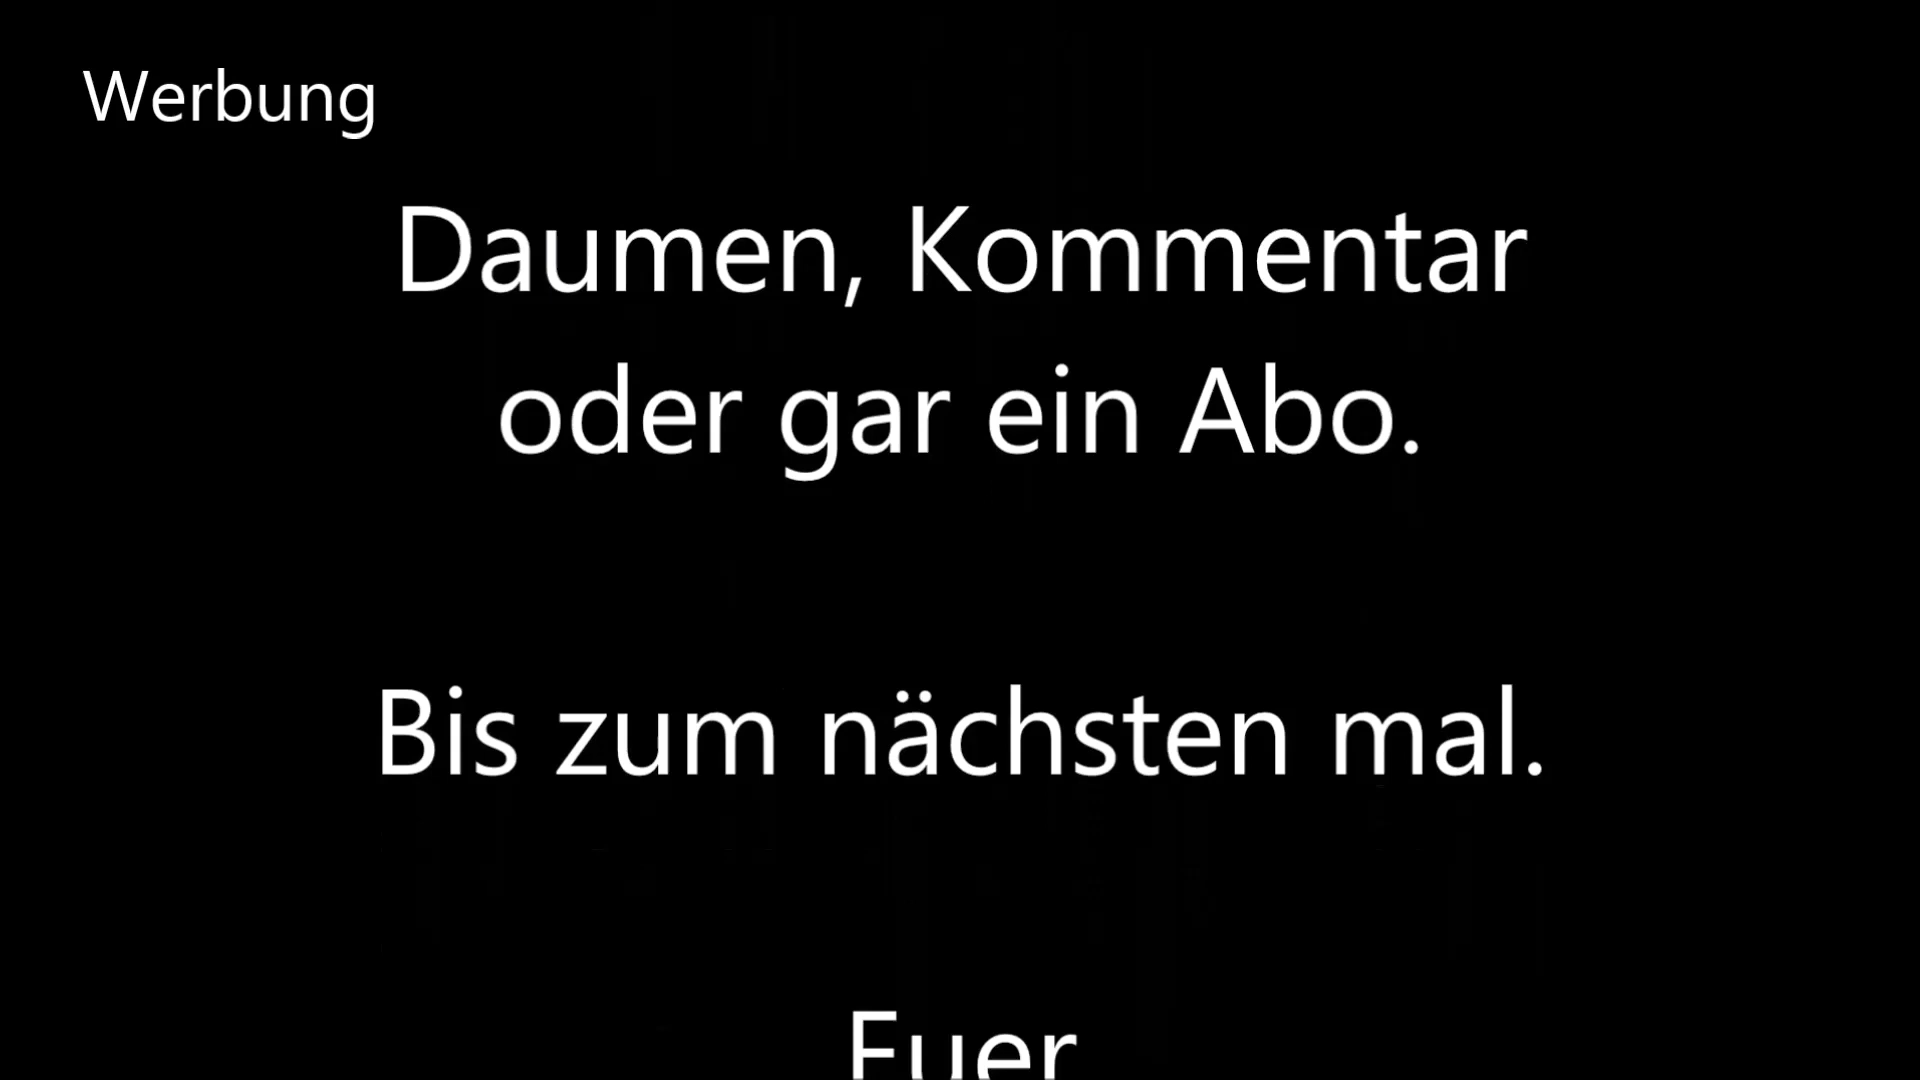 Werbung
Daumen, Kommentar
oder gar ein Abo.
Bis zum nächsten mal.
Euer